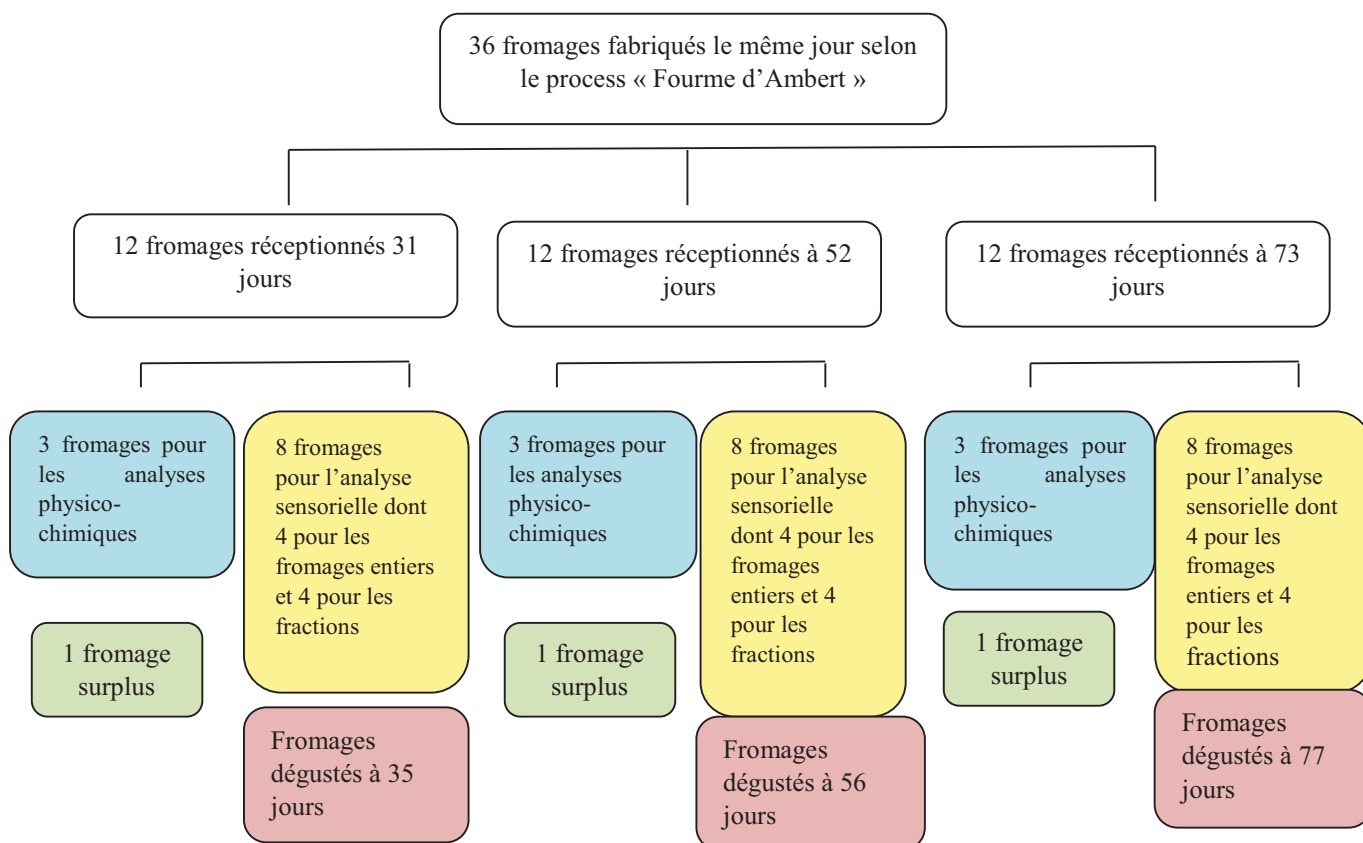 36 fromages fabriqués le même jour selon
le process « Fourme d’Ambert »
12 fromages réceptionnés 31
jours
12 fromages réceptionnés à 52
jours
12 fromages réceptionnés à 73
jours
3 fromages pour
les analyses
physico-
chimiques
8 fromages
pour l’analyse
sensorielle dont
4 pour les
fromages entiers
et 4 pour les
fractions
3 fromages pour
les analyses
physico-
chimiques
8 fromages
pour l’analyse
sensorielle
dont 4 pour les
fromages
entiers et 4
pour les
fractions
3 fromages pour
les analyses
physico-
chimiques
8 fromages
pour l’analyse
sensorielle dont
4 pour les
fromages
entiers et 4
pour les
fractions
1 fromage
surplus
1 fromage
surplus
1 fromage
surplus
Fromages
dégustés à 35
jours
Fromages
dégustés à 56
jours
Fromages
dégustés à 77
jours